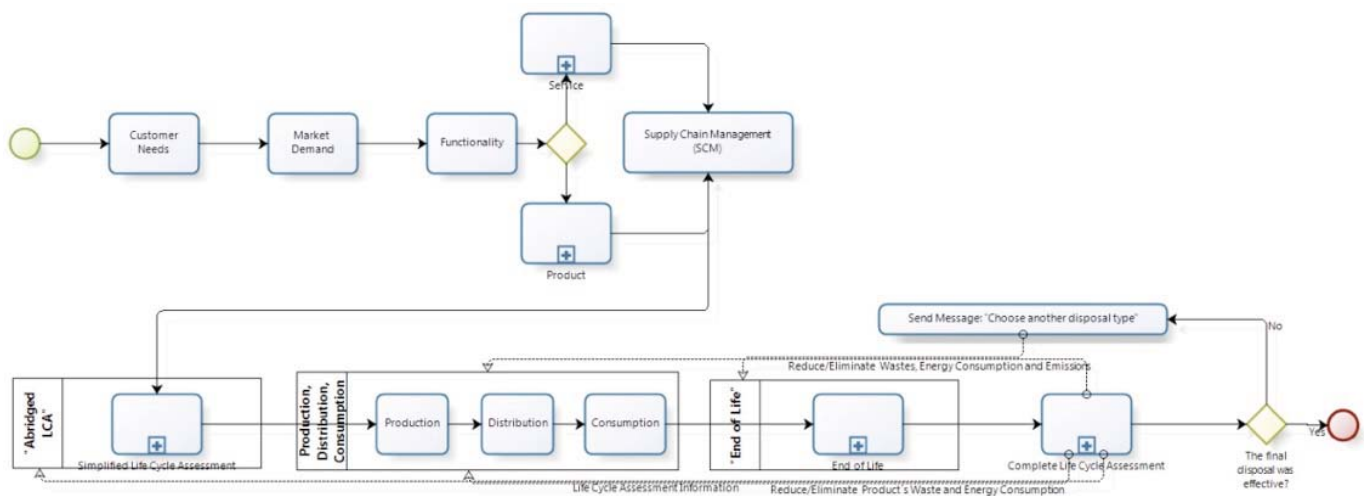 Service
Customer
Needs
Market
Demand
Functionality
Supply Chain Management
(SCM)
Product
Send Message: "Choose another disposal type"
No
Reduce/Eliminate Wastes, Energy Consumption and Emissions
"Abridged
LCA"
Simplified Life Cycle Assessment
Production,
Distribution,
Consumption
Production
Distribution
Consumption
"End of Life"
End of Life
Complete Life Cycle Assessment
Yes
The final
disposal was
effective?
Life Cycle Assessment Information
Reduce/Eliminate Product's Waste and Energy Consumption